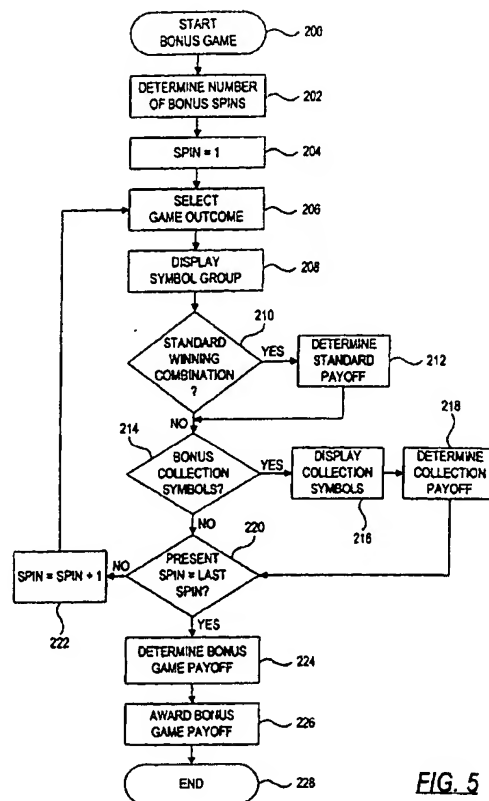 START
BONUS GAME
200
DETERMINE NUMBER
OF BONUS SPINS
202
SPIN = 1
204
SELECT
GAME OUTCOME
206
DISPLAY
SYMBOL GROUP
208
210
STANDARD
WINNING
COMBINATION
?
YES
DETERMINE
STANDARD
PAYOFF
212
NO
214
BONUS
COLLECTION
SYMBOLS?
YES
DISPLAY
COLLECTION
SYMBOLS
216
218
DETERMINE
COLLECTION
PAYOFF
NO
220
PRESENT
SPIN = LAST
SPIN?
NO
SPIN = SPIN + 1
222
YES
DETERMINE BONUS
GAME PAYOFF
224
AWARD BONUS
GAME PAYOFF
226
END
228
FIG. 5